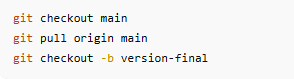 git checkout main
git pull origin main
git checkout -b version-final